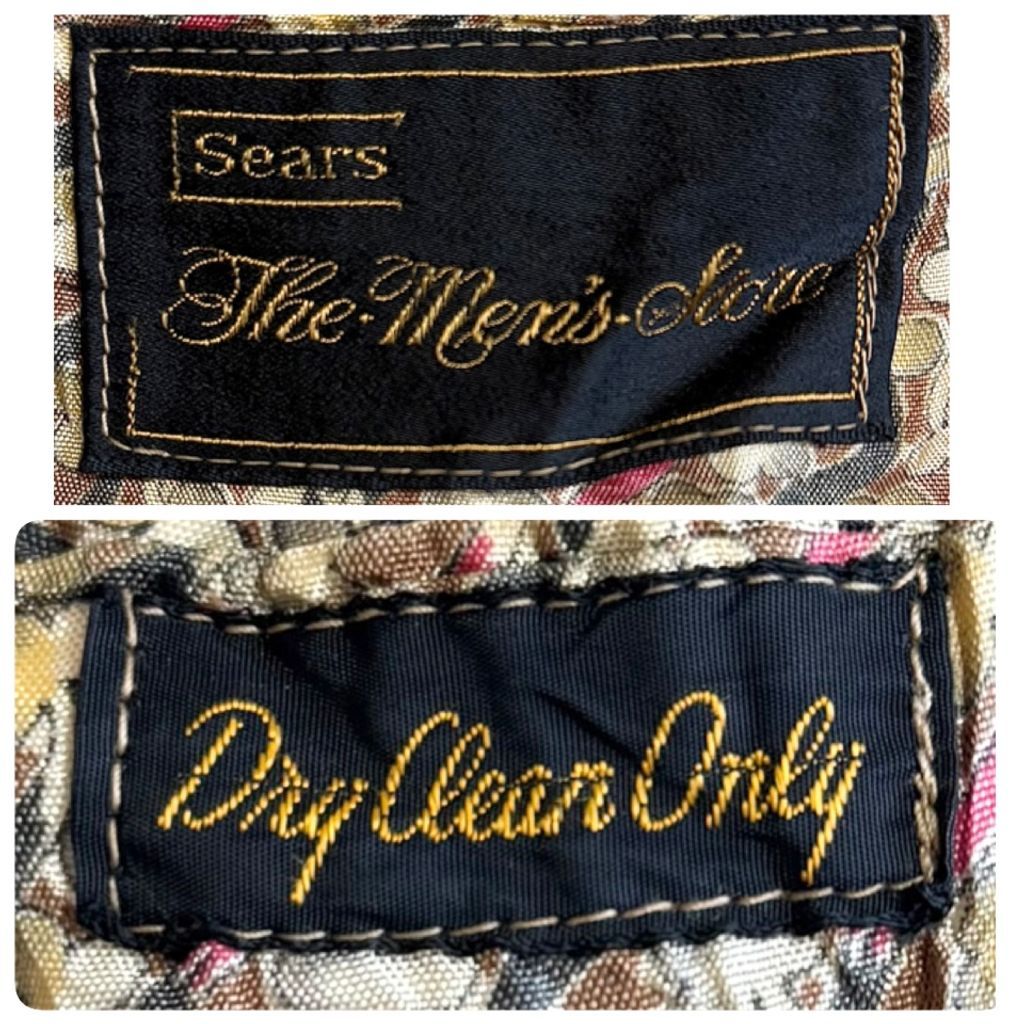 Sears
The Men's Store
Dry Clean Only